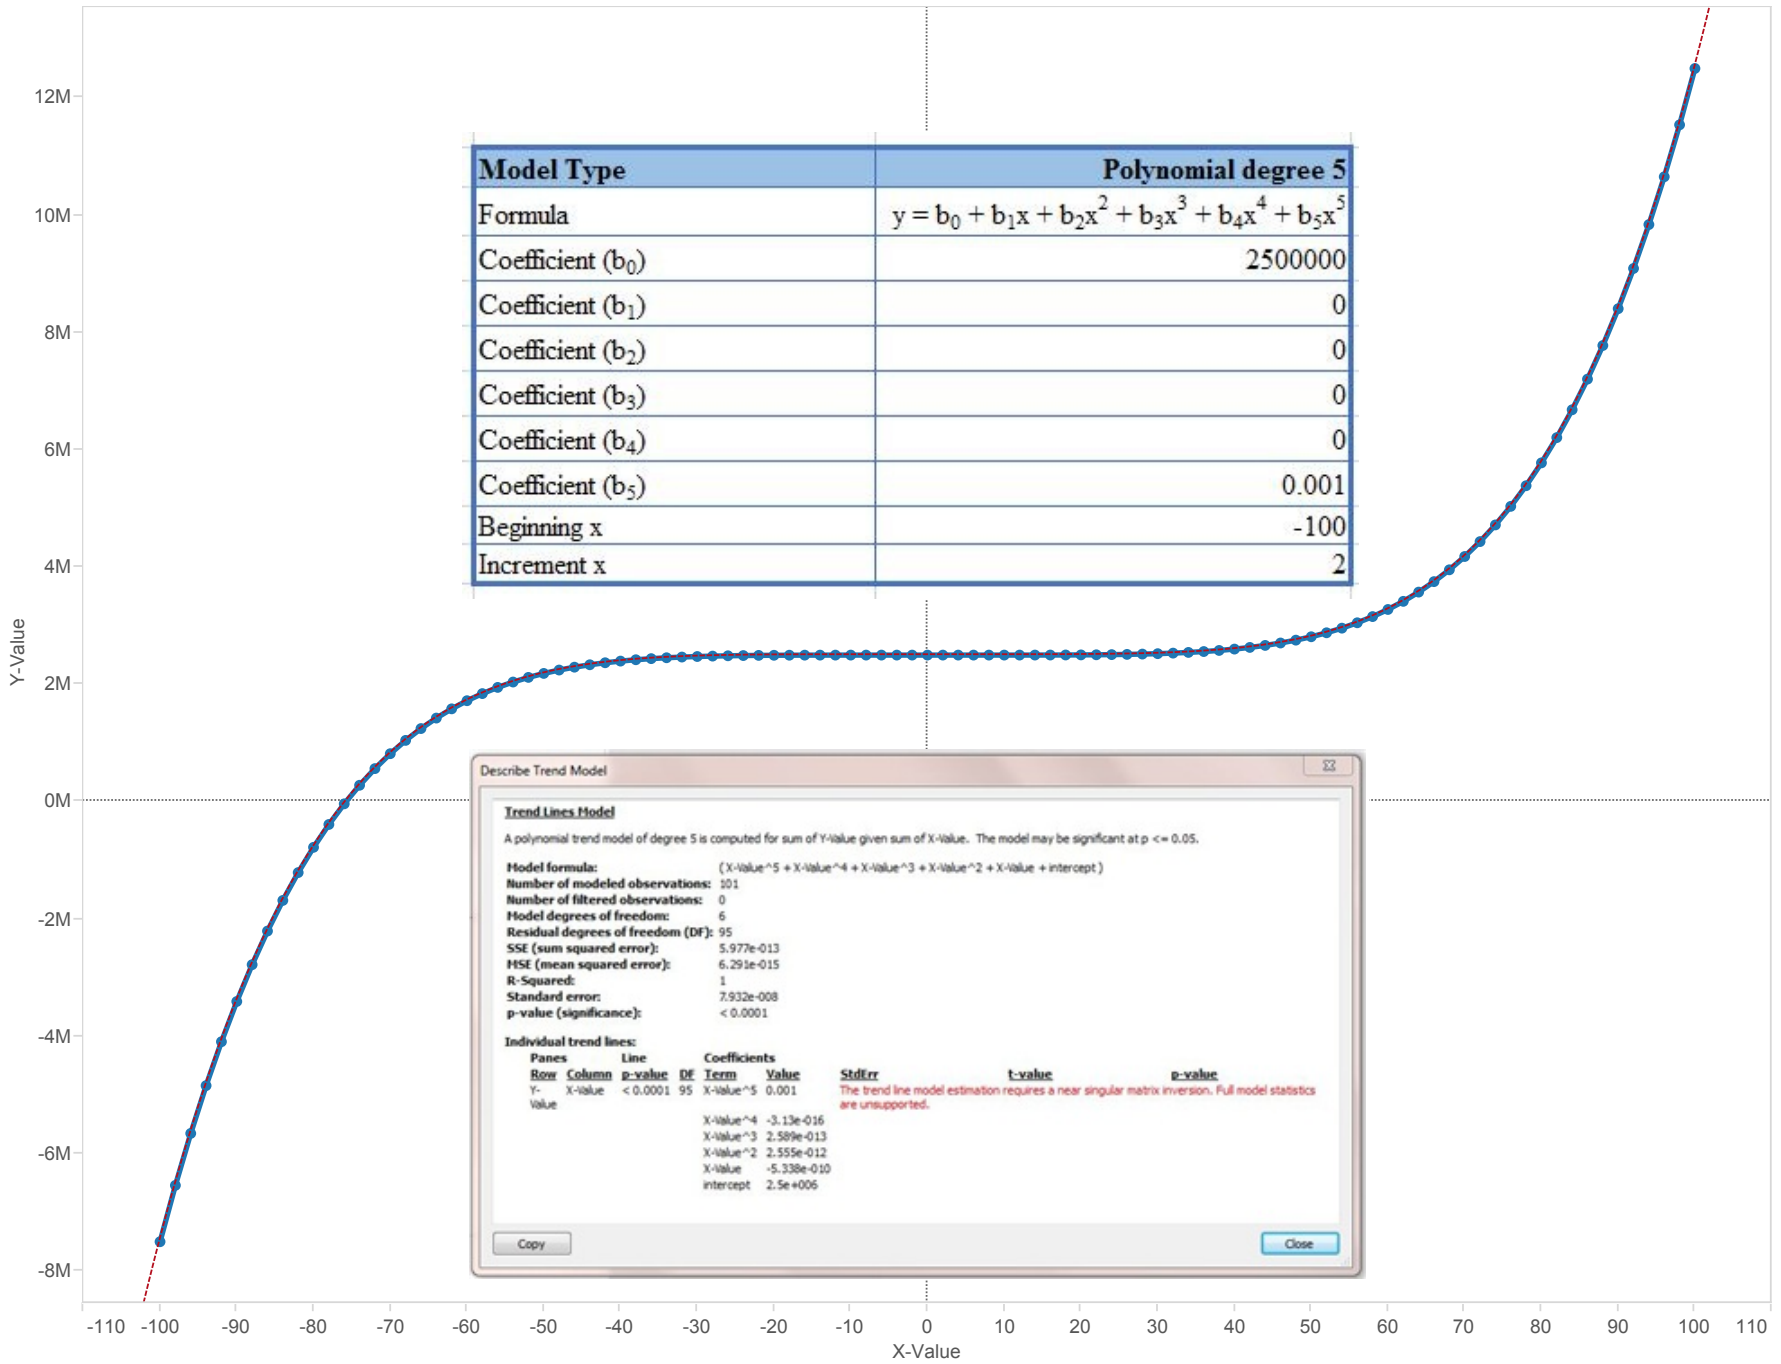 12M
10M
8M
6M
4M
2M
0M
-2M
-4M
-6M
-8M
Y-Value
Model Type Polynomial degree 5
Formula y = b₀ + b₁x + b₂x² + b₃x³ + b₄x⁴ + b₅x⁵
Coefficient (b₀) 2500000
Coefficient (b₁) 0
Coefficient (b₂) 0
Coefficient (b₃) 0
Coefficient (b₄) 0
Coefficient (b₅) 0.001
Beginning x -100
Increment x 2
Describe Trend Model
Trend Lines Model
A polynomial trend model of degree 5 is computed for sum of Y-Value given sum of X-Value. The model may be significant at p <= 0.05.
Model formula: ( X-Value^5 + X-Value^4 + X-Value^3 + X-Value^2 + X-Value + intercept )
Number of modeled observations: 101
Number of filtered observations: 0
Model degrees of freedom: 6
Residual degrees of freedom (DF): 95
SSE (sum squared error): 5.977e-013
MSE (mean squared error): 6.291e-015
R-Squared: 1
Standard error: 7.932e-008
p-value (significance): < 0.0001
Individual trend lines:
Panes Line Coefficients
Row Column p-value DF Term Value StdErr t-value p-value
Y- X-Value < 0.0001 95 X-Value^5 0.001 The trend line model estimation requires a near singular matrix inversion. Full model statistics
Value are unsupported.
X-Value^4 -3.13e-016
X-Value^3 2.589e-013
X-Value^2 2.555e-012
X-Value -5.338e-010
intercept 2.5e+006
Copy Close
-110 -100 -90 -80 -70 -60 -50 -40 -30 -20 -10 0 10 20 30 40 50 60 70 80 90 100 110
X-Value